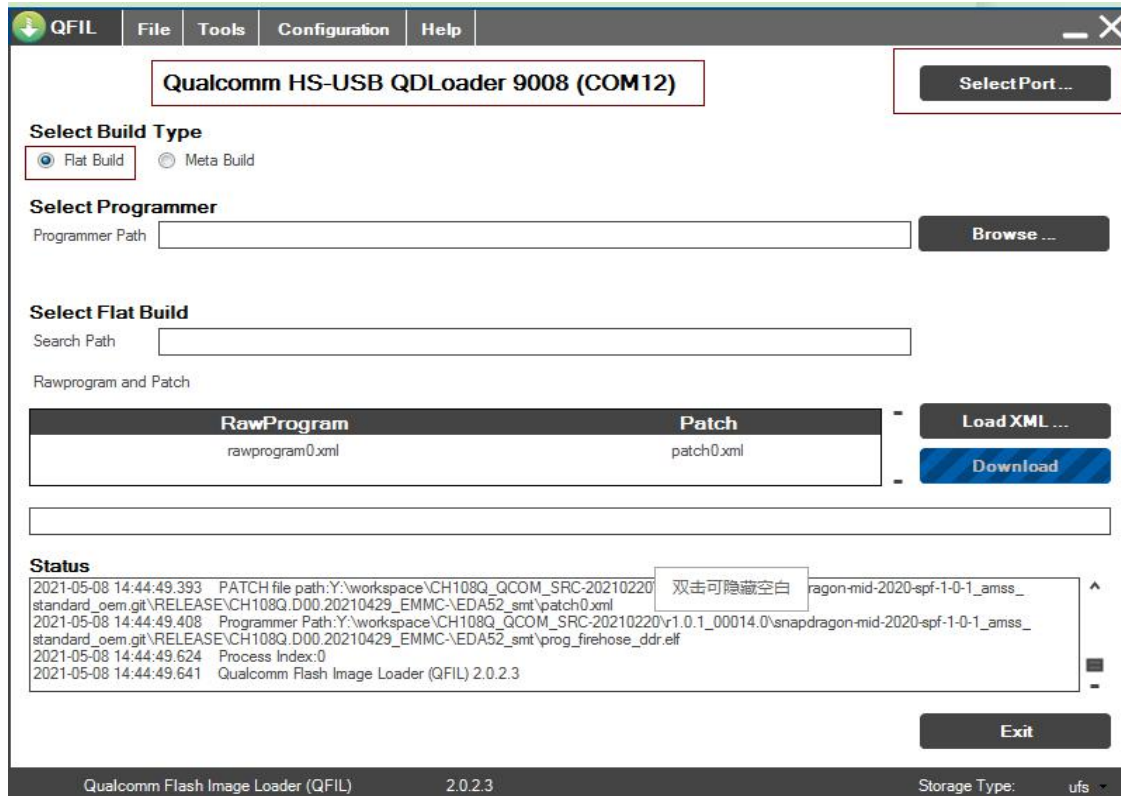 QFIL File Tools Configuration Help
Qualcomm HS-USB QDLoader 9008 (COM12) Select Port ...
Select Build Type
Flat Build Meta Build
Select Programmer
Programmer Path Browse ...
Select Flat Build
Search Path
Rawprogram and Patch
RawProgram Patch Load XML ...
rawprogram0.xml patch0.xml
Download
Status
2021-05-08 14:44:49.393 PATCH file path:Y:\workspace\CH108Q_QCOM_SRC-20210220 双击可隐藏空白 ragon-mid-2020-spf-1-0-1_amss_
standard_oem.git\RELEASE\CH108Q.D00.20210429_EMMC-\EDA52_smt\patch0.xml
2021-05-08 14:44:49.408 Programmer Path:Y:\workspace\CH108Q_QCOM_SRC-20210220\r1.0.1_00014.0\snapdragon-mid-2020-spf-1-0-1_amss_
standard_oem.git\RELEASE\CH108Q.D00.20210429_EMMC-\EDA52_smt\prog_firehose_ddr.elf
2021-05-08 14:44:49.624 Process Index:0
2021-05-08 14:44:49.641 Qualcomm Flash Image Loader (QFIL) 2.0.2.3
Exit
Qualcomm Flash Image Loader (QFIL) 2.0.2.3 Storage Type: ufs